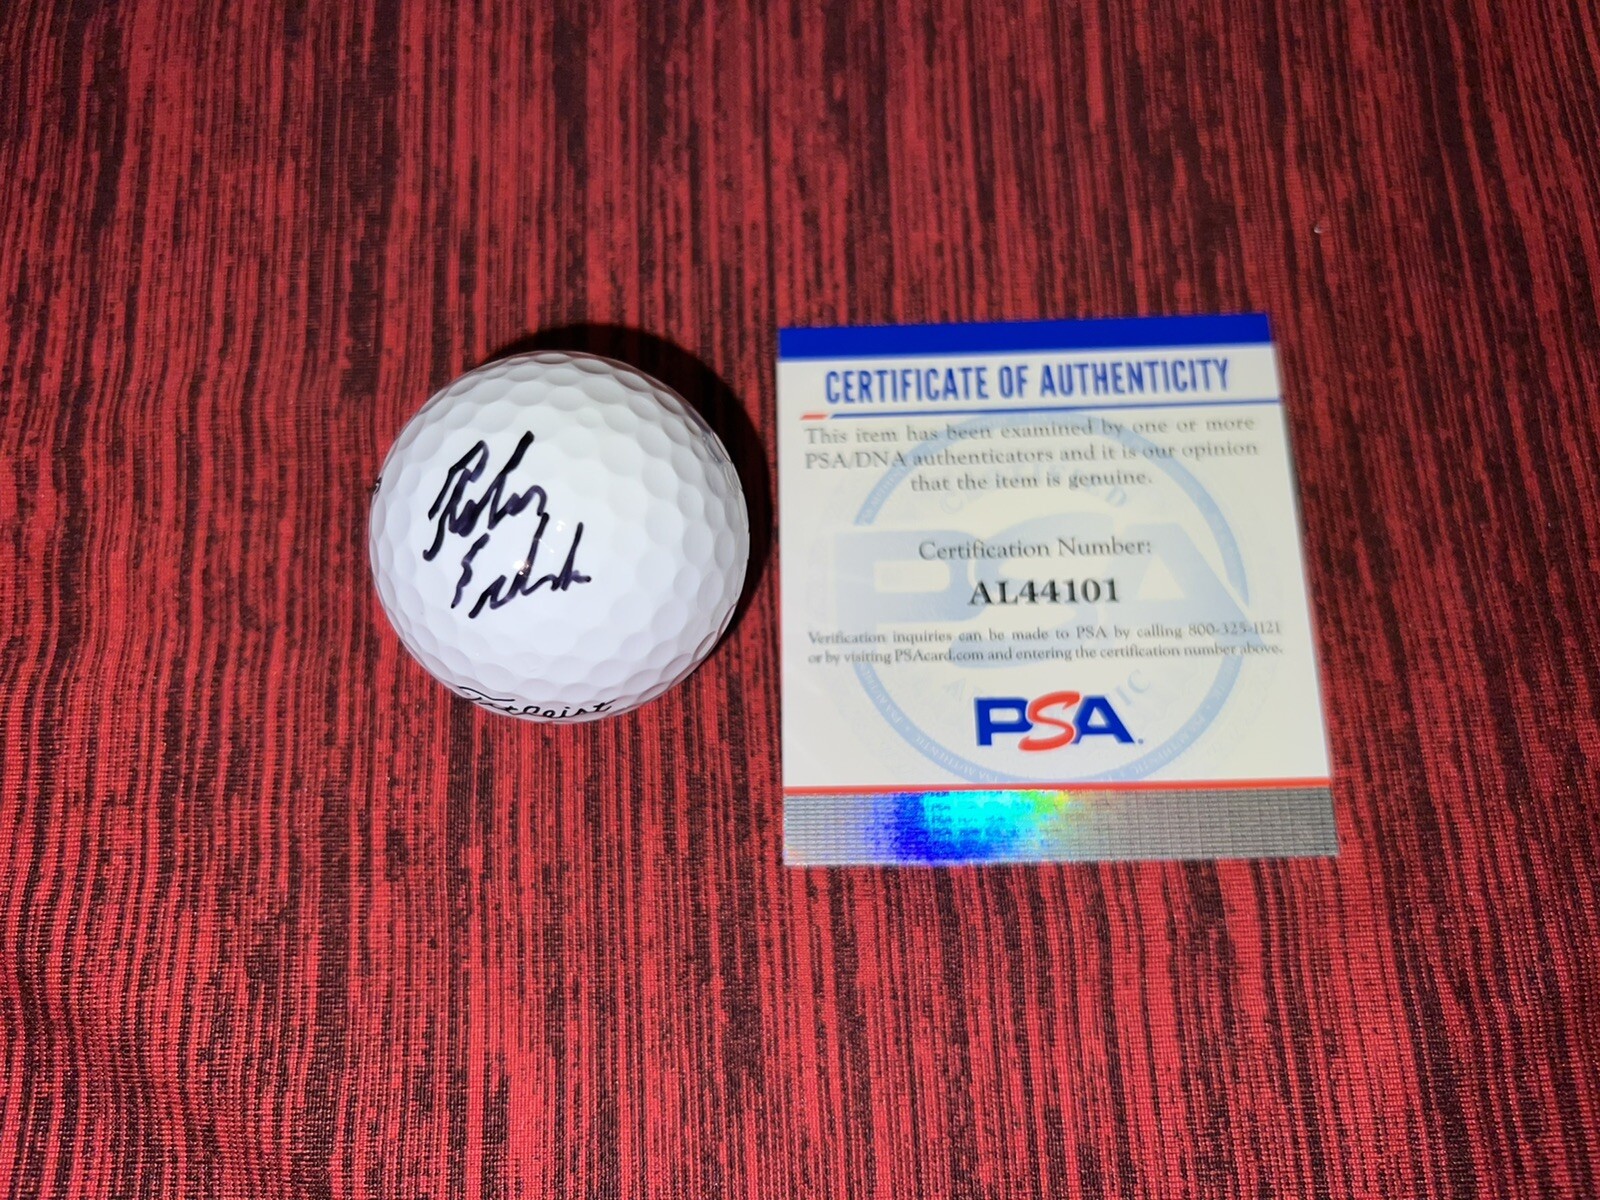 Titleist
CERTIFICATE OF AUTHENTICITY
This item has been examined by one or more
PSA/DNA authenticators and it is our opinion
that the item is genuine.
Certification Number:
AL44101
Verification inquiries can be made to PSA by calling 800-325-1121
or by visiting PSAcard.com and entering the certification number above.
PSA